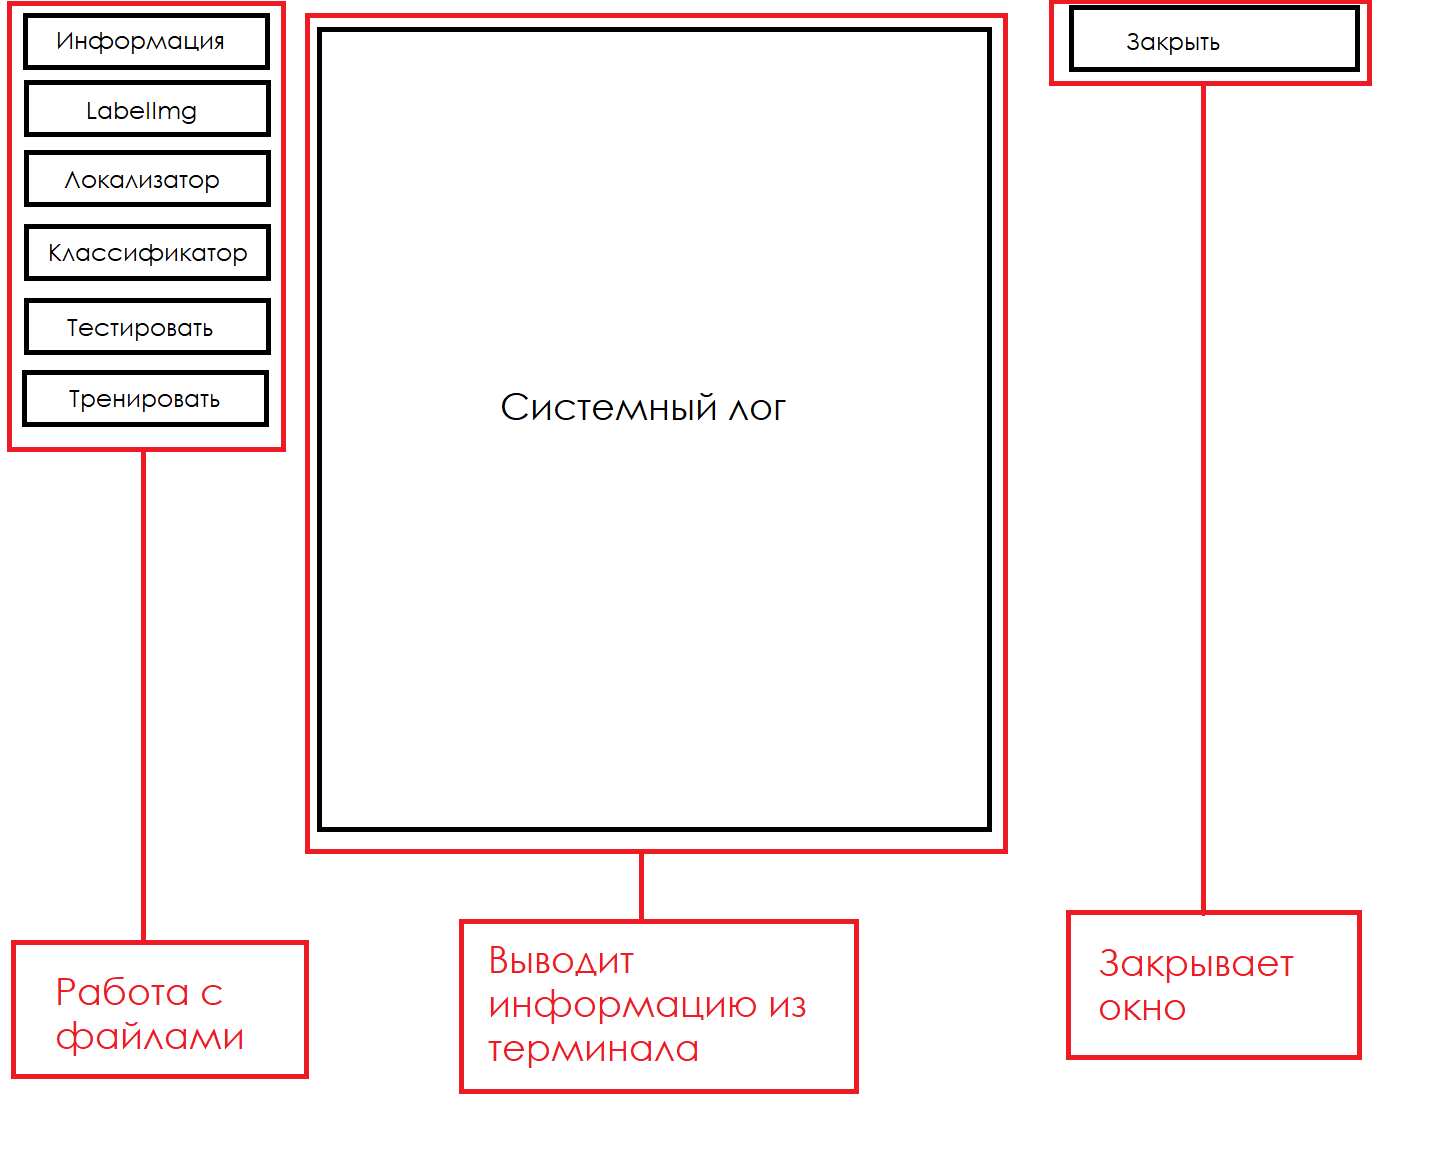 Информация
LabelImg
Локализатор
Классификатор
Тестировать
Тренировать
Системный лог
Закрыть
Работа с
файлами
Выводит
информацию из
терминала
Закрывает
окно